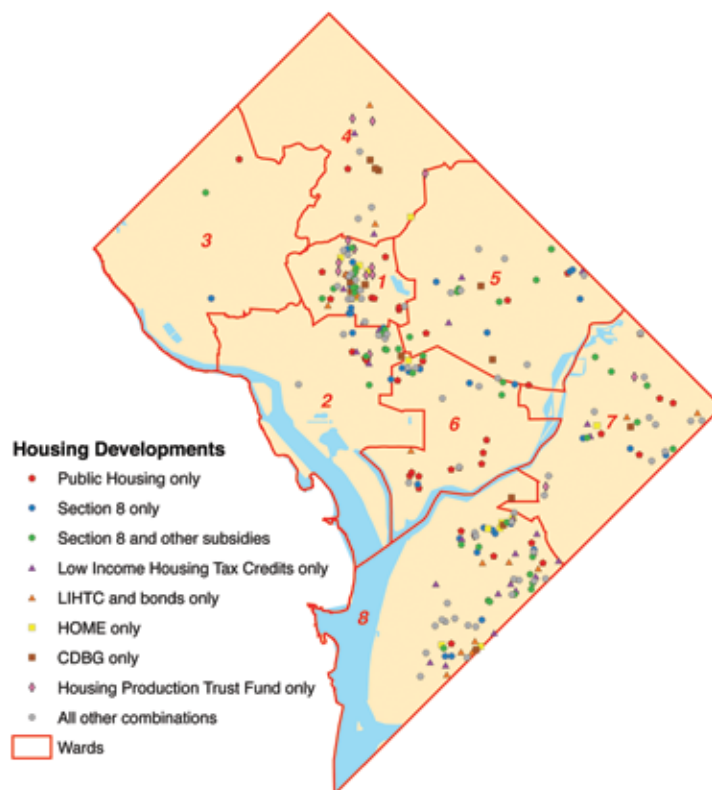 4
3
5
1
2
6
7
Housing Developments
Public Housing only
Section 8 only
Section 8 and other subsidies
Low Income Housing Tax Credits only
LIHTC and bonds only
HOME only
CDBG only
Housing Production Trust Fund only
All other combinations
Wards
8